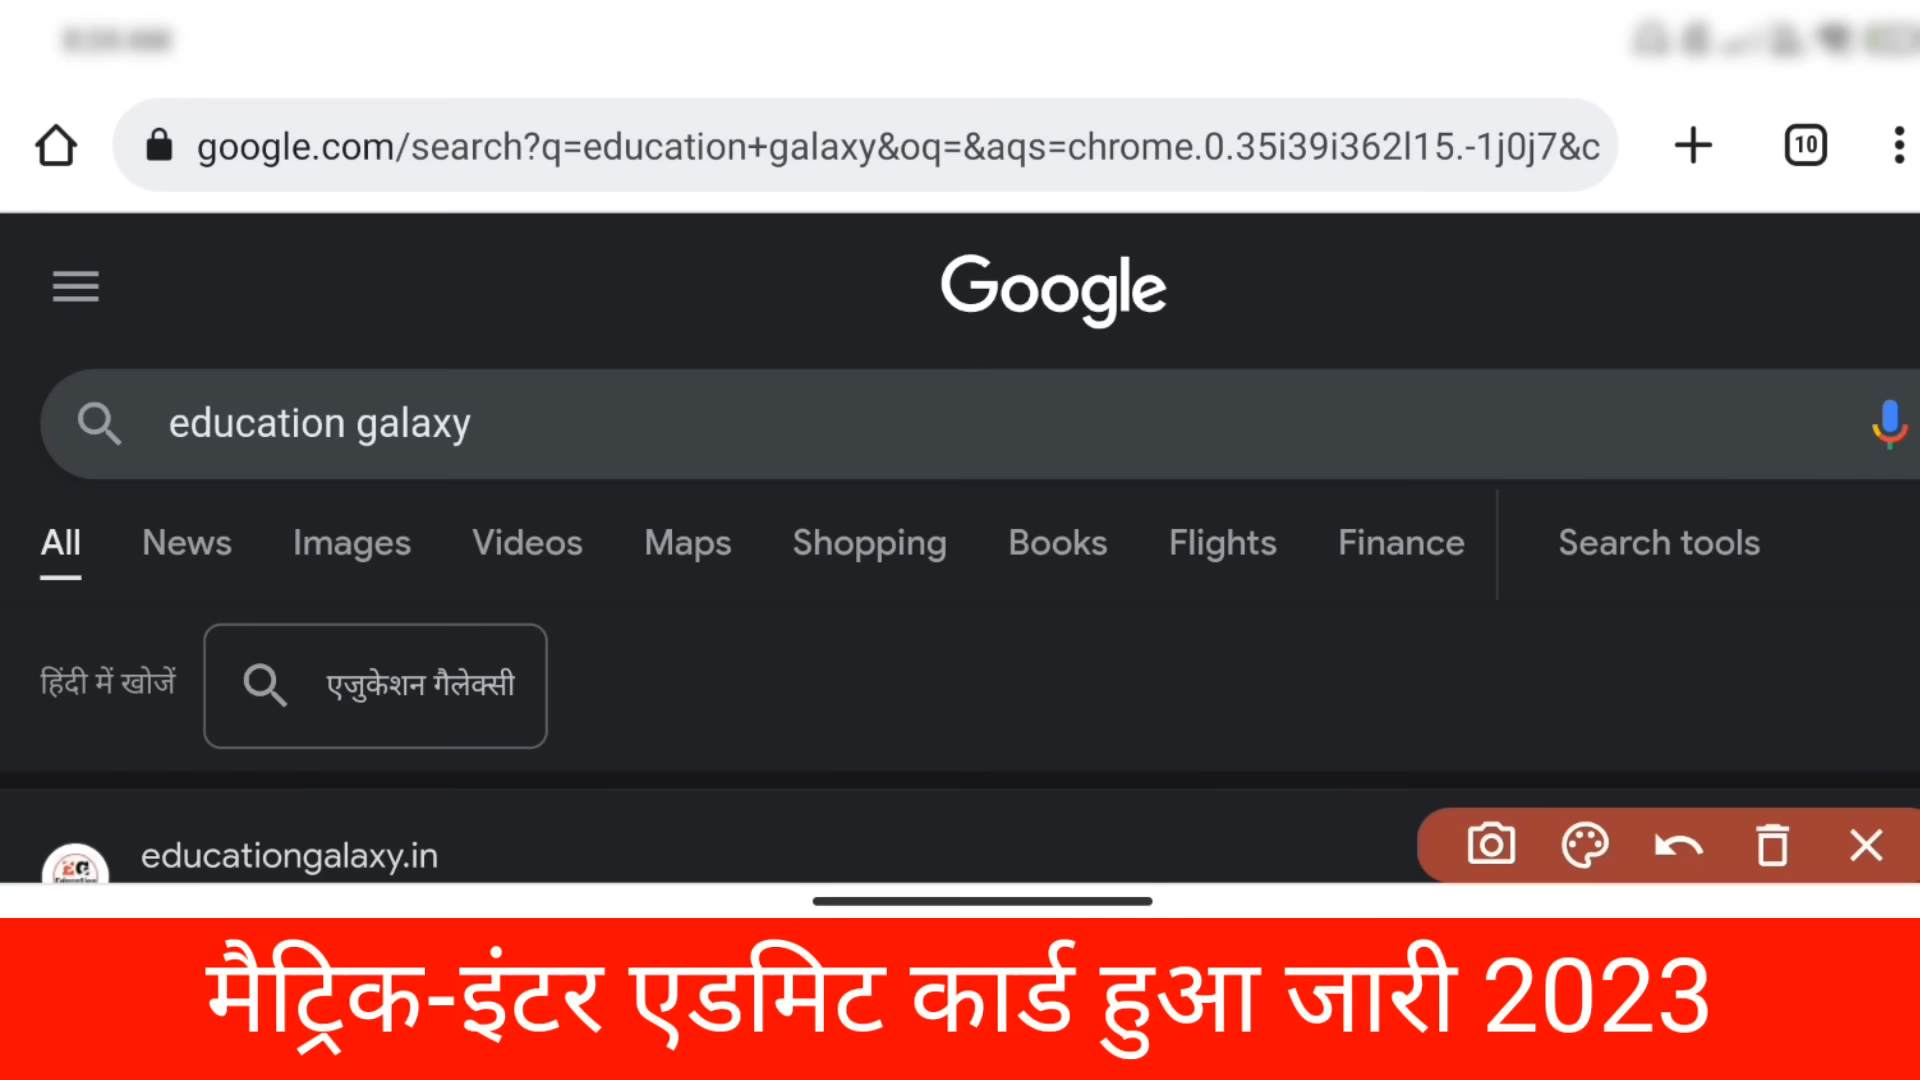 google.com/search?q=education+galaxy&oq=&aqs=chrome.0.35i39i362l15.-1j0j7&c
10
Google
education galaxy
All News Images Videos Maps Shopping Books Flights Finance Search tools
हिंदी में खोजें एजुकेशन गैलेक्सी
educationgalaxy.in
मैट्रिक-इंटर एडमिट कार्ड हुआ जारी 2023